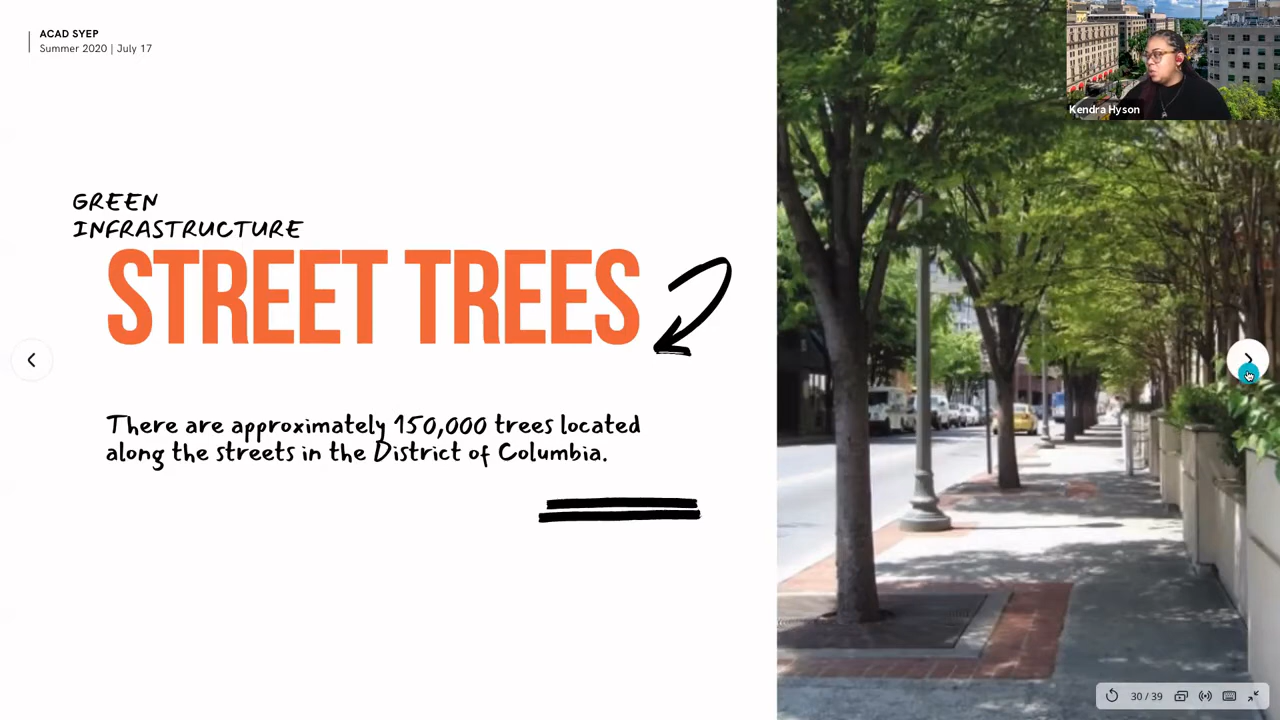 ACAD SYEP
Summer 2020 | July 17
Kendra Hyson
GREEN
INFRASTRUCTURE
STREET TREES
There are approximately 150,000 trees located
along the streets in the District of Columbia.
30 / 39